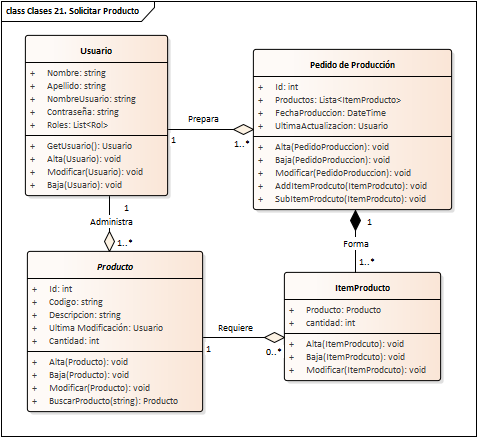 class Clases 21. Solicitar Producto
Usuario
+ Nombre: string
+ Apellido: string
+ NombreUsuario: string
+ Contraseña: string
+ Roles: List<Rol>
+ GetUsuario(): Usuario
+ Alta(Usuario): void
+ Modificar(Usuario): void
+ Baja(Usuario): void
Prepara
1
1..*
Pedido de Producción
+ Id: int
+ Productos: Lista<ItemProducto>
+ FechaProduccion: DateTime
+ UltimaActualizacion: Usuario
+ Alta(PedidoProduccion): void
+ Baja(PedidoProduccion): void
+ Modificar(PedidoProduccion): void
+ AddItemProdcuto(ItemProdcuto): void
+ SubItemProdcuto(ItemProdcuto): void
1
Administra
1..*
1
Forma
1..*
Producto
+ Id: int
+ Codigo: string
+ Descripcion: string
+ Ultima Modificación: Usuario
+ Cantidad: int
+ Alta(Producto): void
+ Baja(Producto): void
+ Modificar(Producto): void
+ BuscarProducto(string): Producto
Requiere
1
0..*
ItemProducto
+ Producto: Producto
+ cantidad: int
+ Alta(ItemProdcuto): void
+ Baja(ItemProdcuto): void
+ Modificar(ItemProdcuto): void